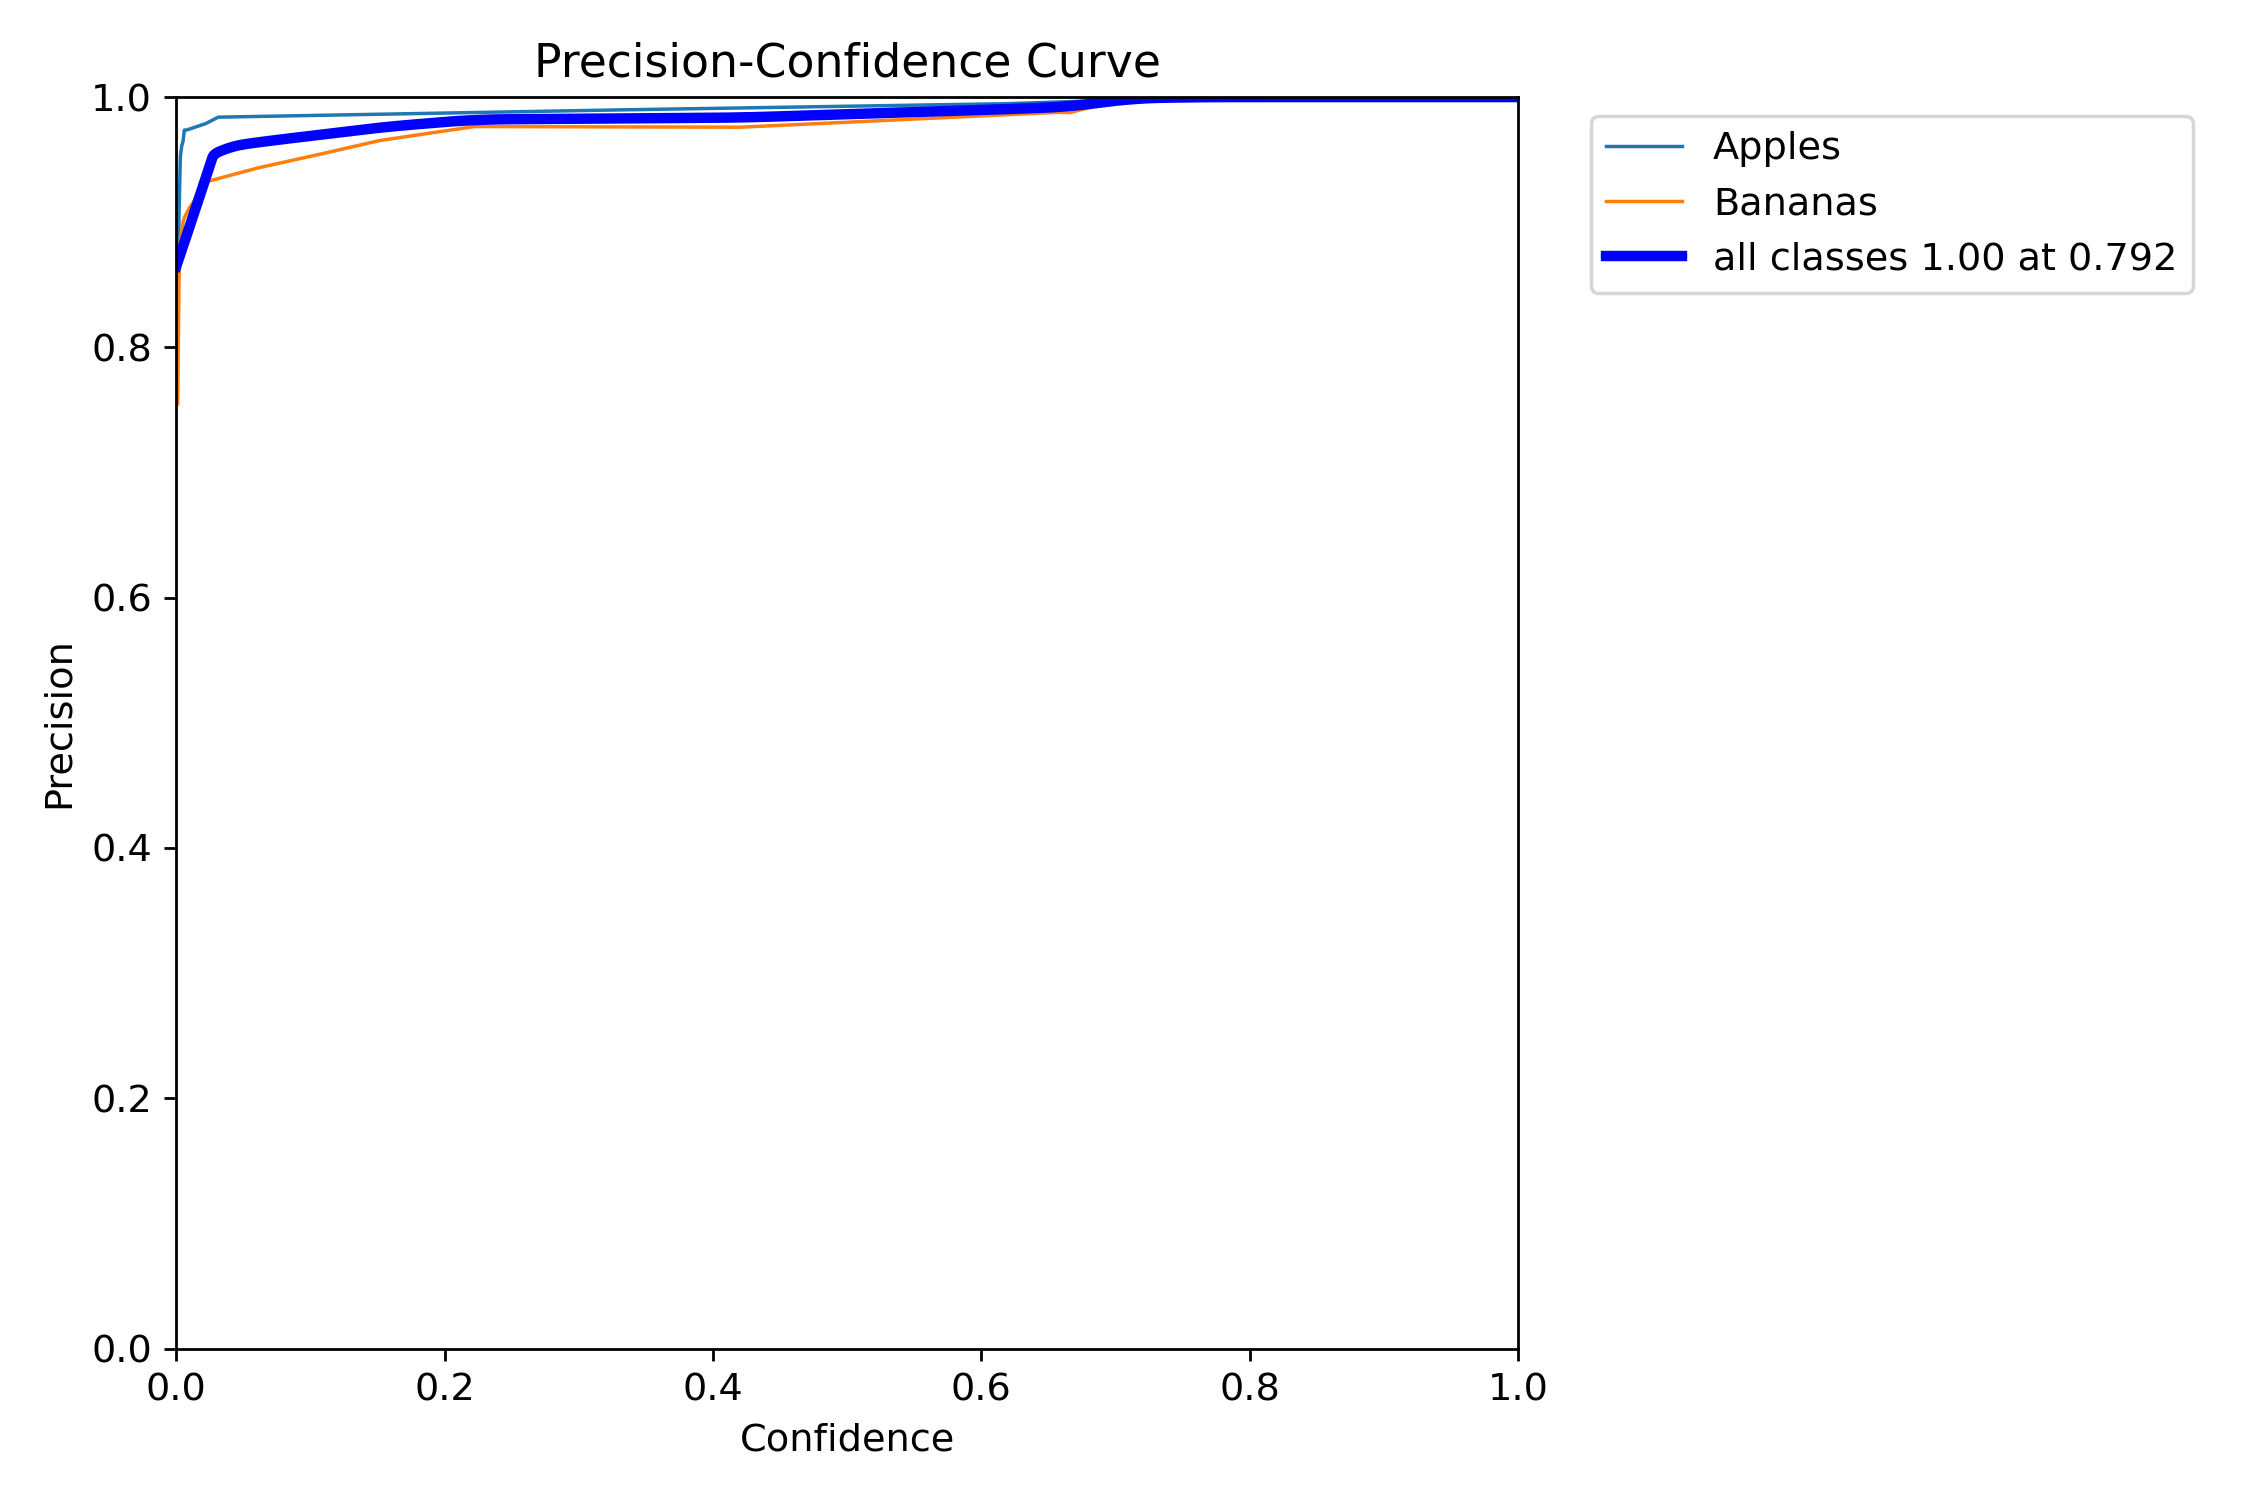 Precision-Confidence Curve
1.0
0.8
0.6
0.4
0.2
0.0
Precision
0.0 0.2 0.4 0.6 0.8 1.0
Confidence
Apples
Bananas
all classes 1.00 at 0.792